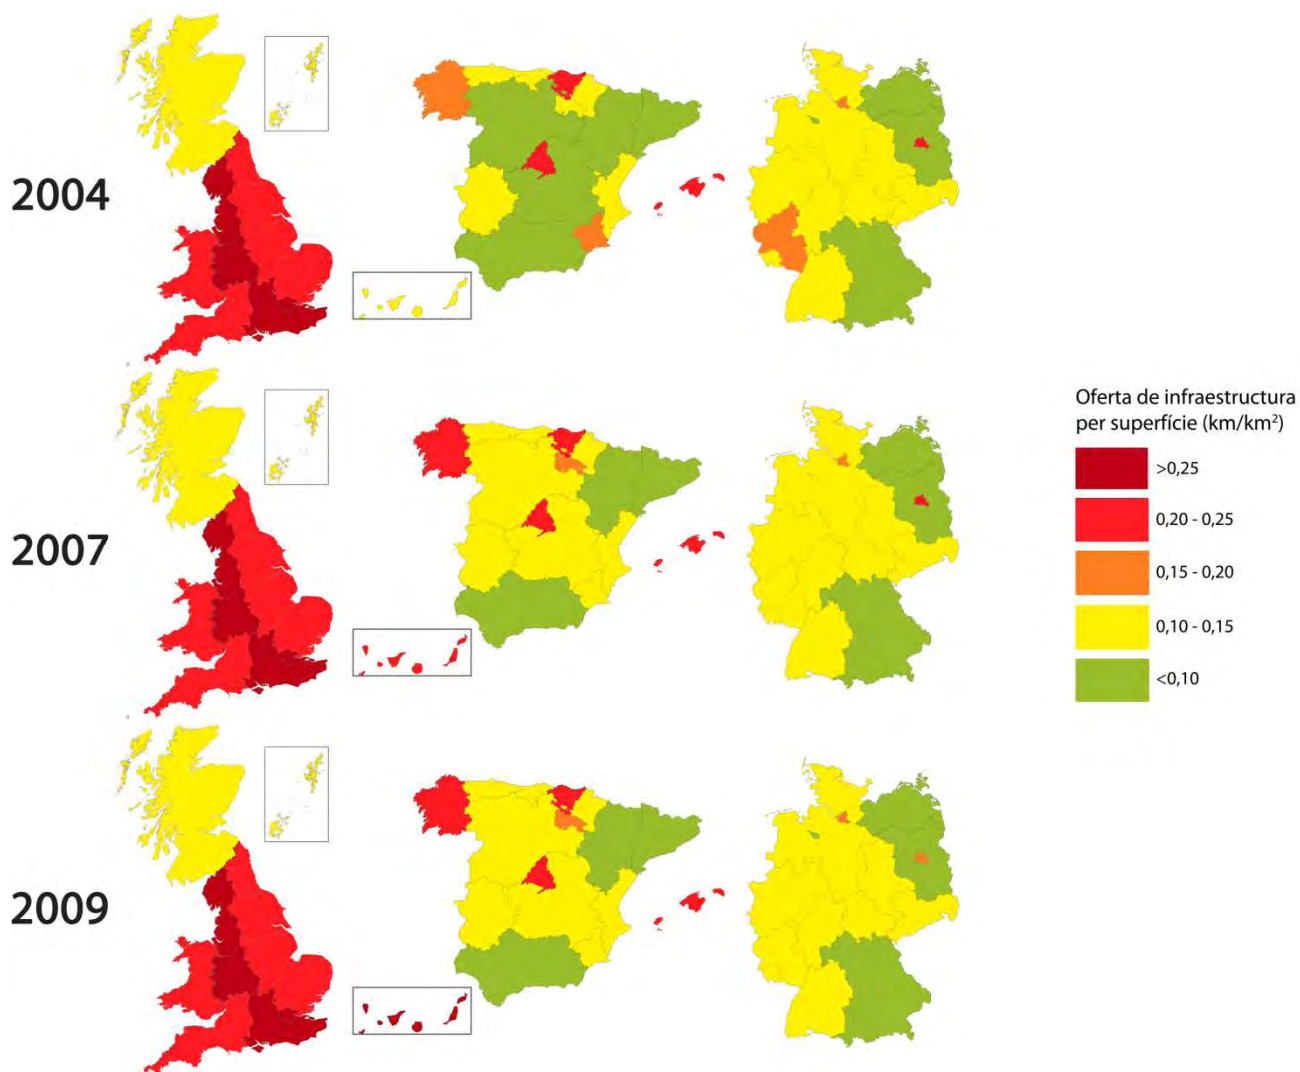 2004
2007
2009
Oferta de infraestructura
per superfície (km/km²)
>0,25
0,20 - 0,25
0,15 - 0,20
0,10 - 0,15
<0,10